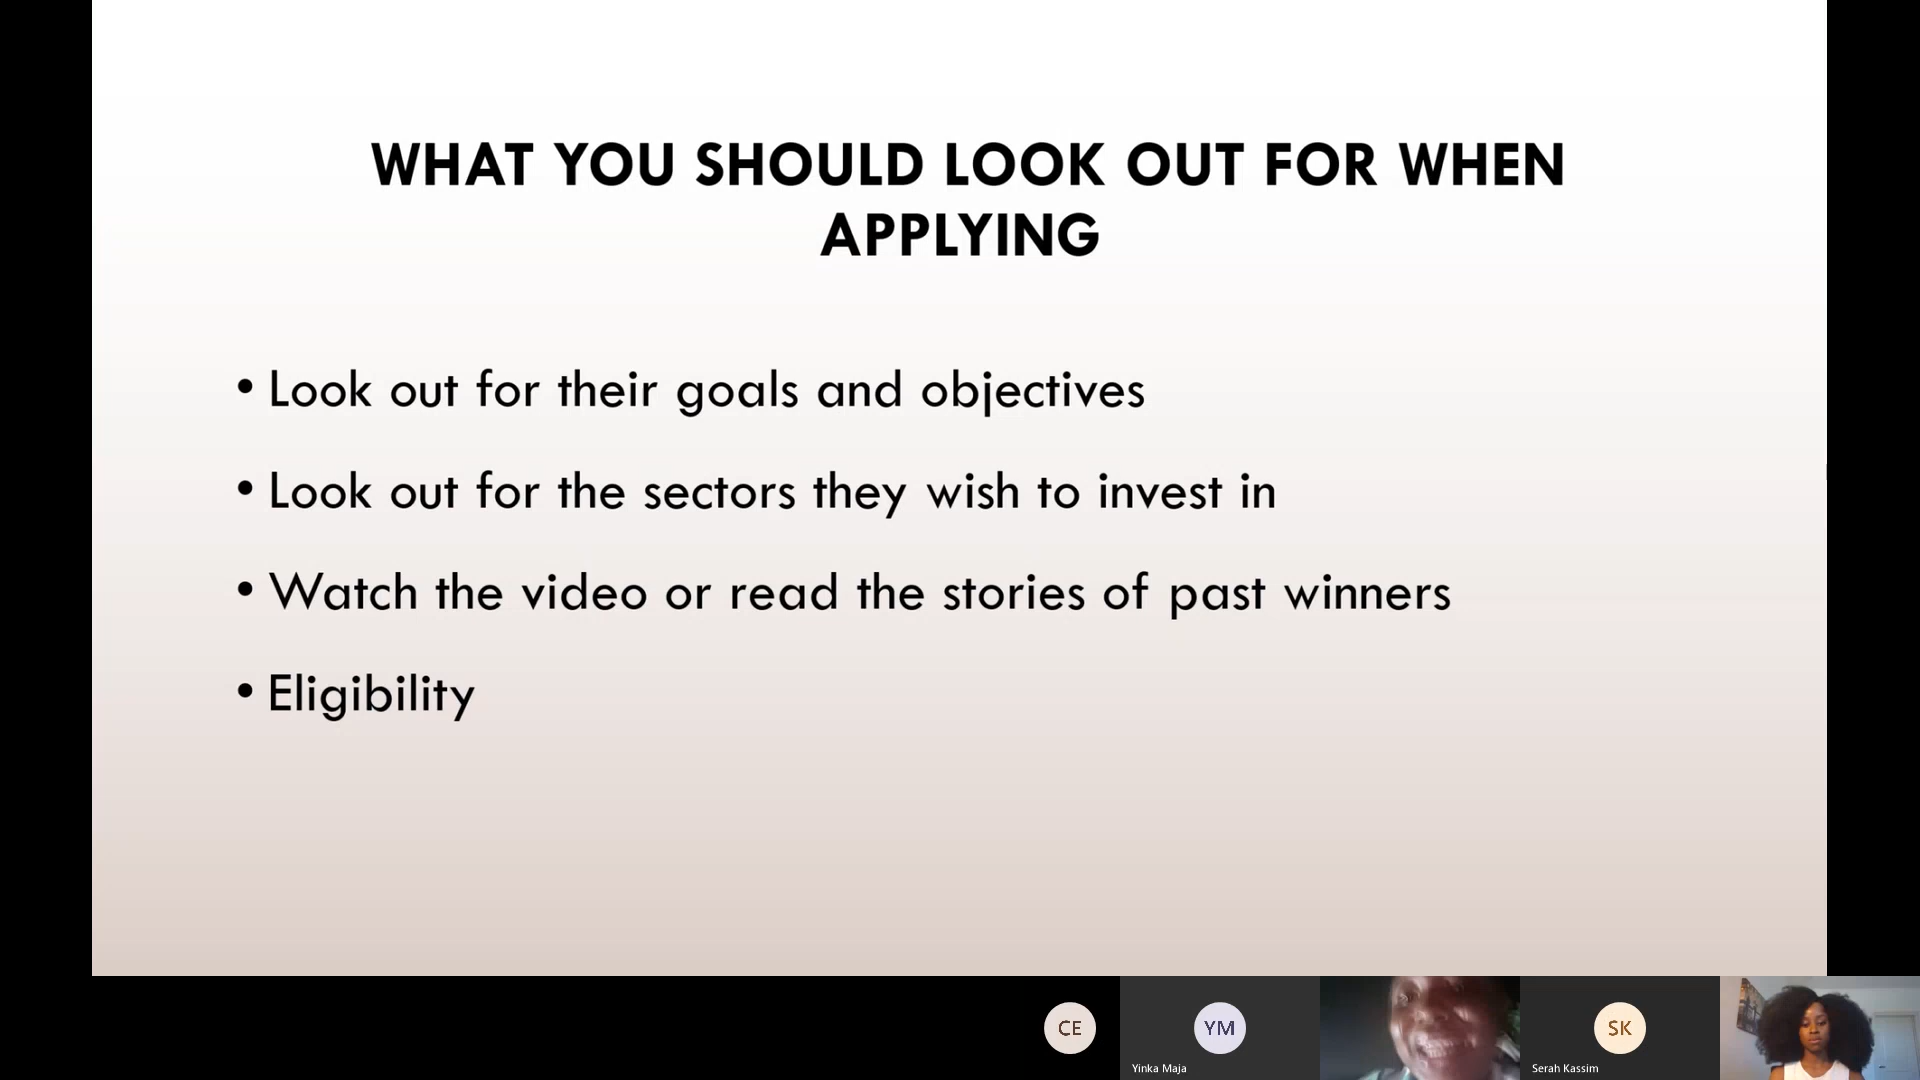 WHAT YOU SHOULD LOOK OUT FOR WHEN
APPLYING
• Look out for their goals and objectives
• Look out for the sectors they wish to invest in
• Watch the video or read the stories of past winners
• Eligibility
CE
YM
SK
Yinka Maja
Serah Kassim